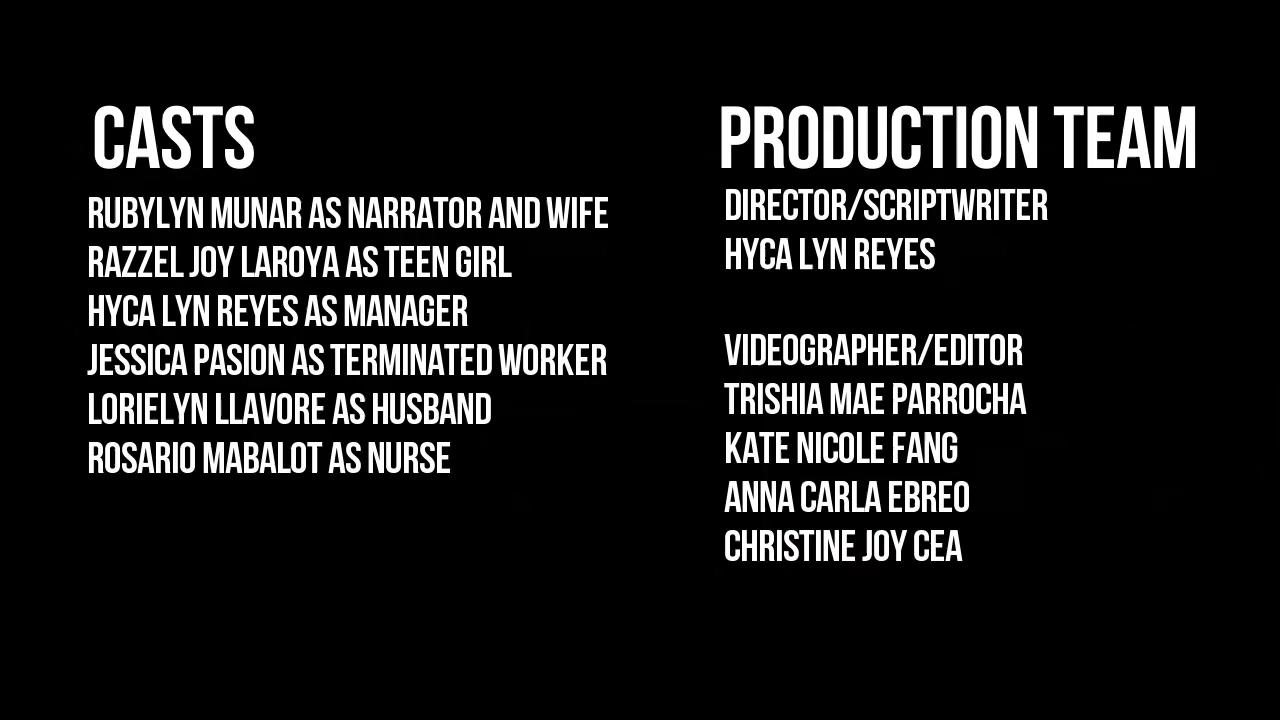 CASTS
RUBYLYN MUNAR AS NARRATOR AND WIFE
RAZZEL JOY LAROYA AS TEEN GIRL
HYCA LYN REYES AS MANAGER
JESSICA PASION AS TERMINATED WORKER
LORIELYN LLAVORE AS HUSBAND
ROSARIO MABALOT AS NURSE
PRODUCTION TEAM
DIRECTOR/SCRIPTWRITER
HYCA LYN REYES
VIDEOGRAPHER/EDITOR
TRISHIA MAE PARROCHA
KATE NICOLE FANG
ANNA CARLA EBREO
CHRISTINE JOY CEA